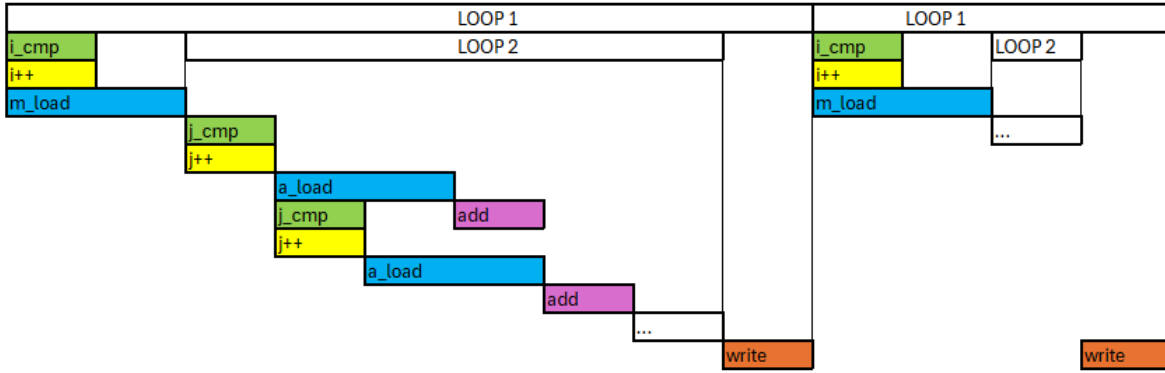 LOOP 1 LOOP 1
i_cmp LOOP 2 i_cmp LOOP 2
i++ i++
m_load m_load
j_cmp ...
j++
a_load
j_cmp add
j++
a_load
add
...
write write